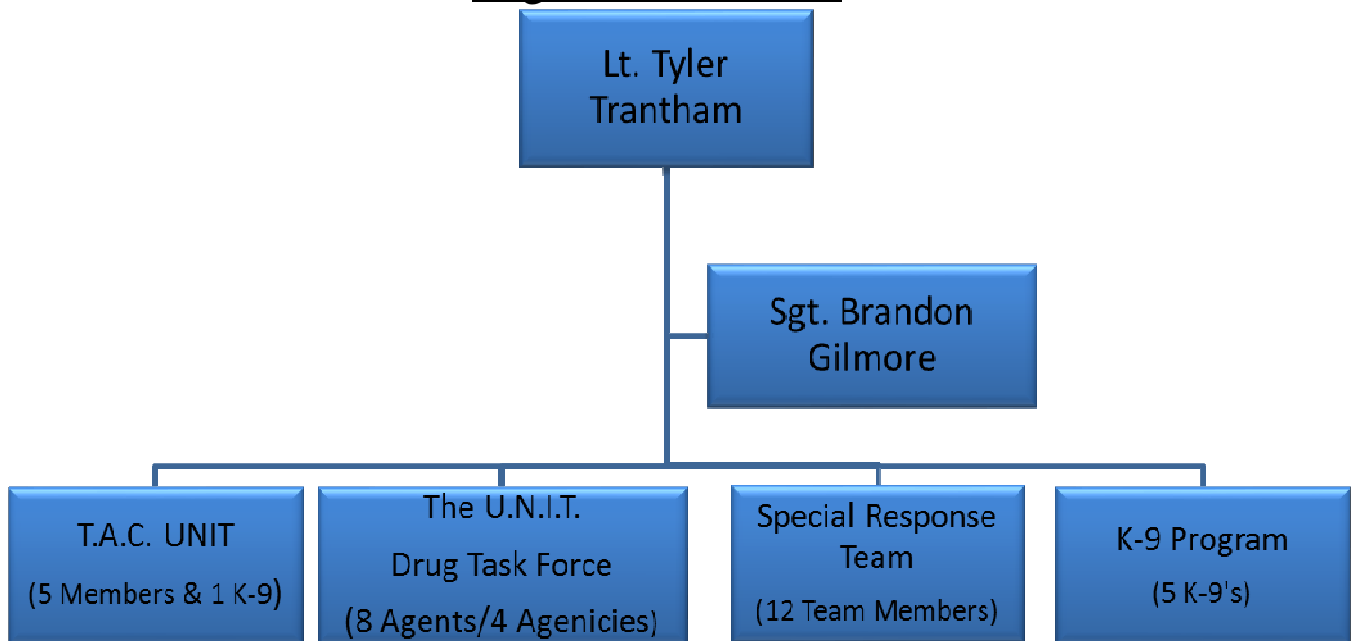 Lt. Tyler
Trantham
Sgt. Brandon
Gilmore
T.A.C. UNIT
(5 Members & 1 K-9)
The U.N.I.T.
Drug Task Force
(8 Agents/4 Agenicies)
Special Response
Team
(12 Team Members)
K-9 Program
(5 K-9's)